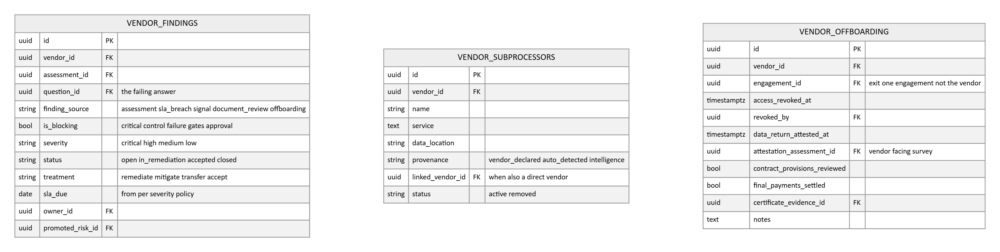 VENDOR_FINDINGS
uuid id PK
uuid vendor_id FK
uuid assessment_id FK
uuid question_id FK the failing answer
string finding_source assessment sla_breach signal document_review offboarding
bool is_blocking critical control failure gates approval
string severity critical high medium low
string status open in_remediation accepted closed
string treatment remediate mitigate transfer accept
date sla_due from per severity policy
uuid owner_id FK
uuid promoted_risk_id FK
VENDOR_SUBPROCESSORS
uuid id PK
uuid vendor_id FK
string name
text service
string data_location
string provenance vendor_declared auto_detected intelligence
uuid linked_vendor_id FK when also a direct vendor
string status active removed
VENDOR_OFFBOARDING
uuid id PK
uuid vendor_id FK
uuid engagement_id FK exit one engagement not the vendor
timestamptz access_revoked_at
uuid revoked_by FK
timestamptz data_return_attested_at
uuid attestation_assessment_id FK vendor facing survey
bool contract_provisions_reviewed
bool final_payments_settled
uuid certificate_evidence_id FK
text notes